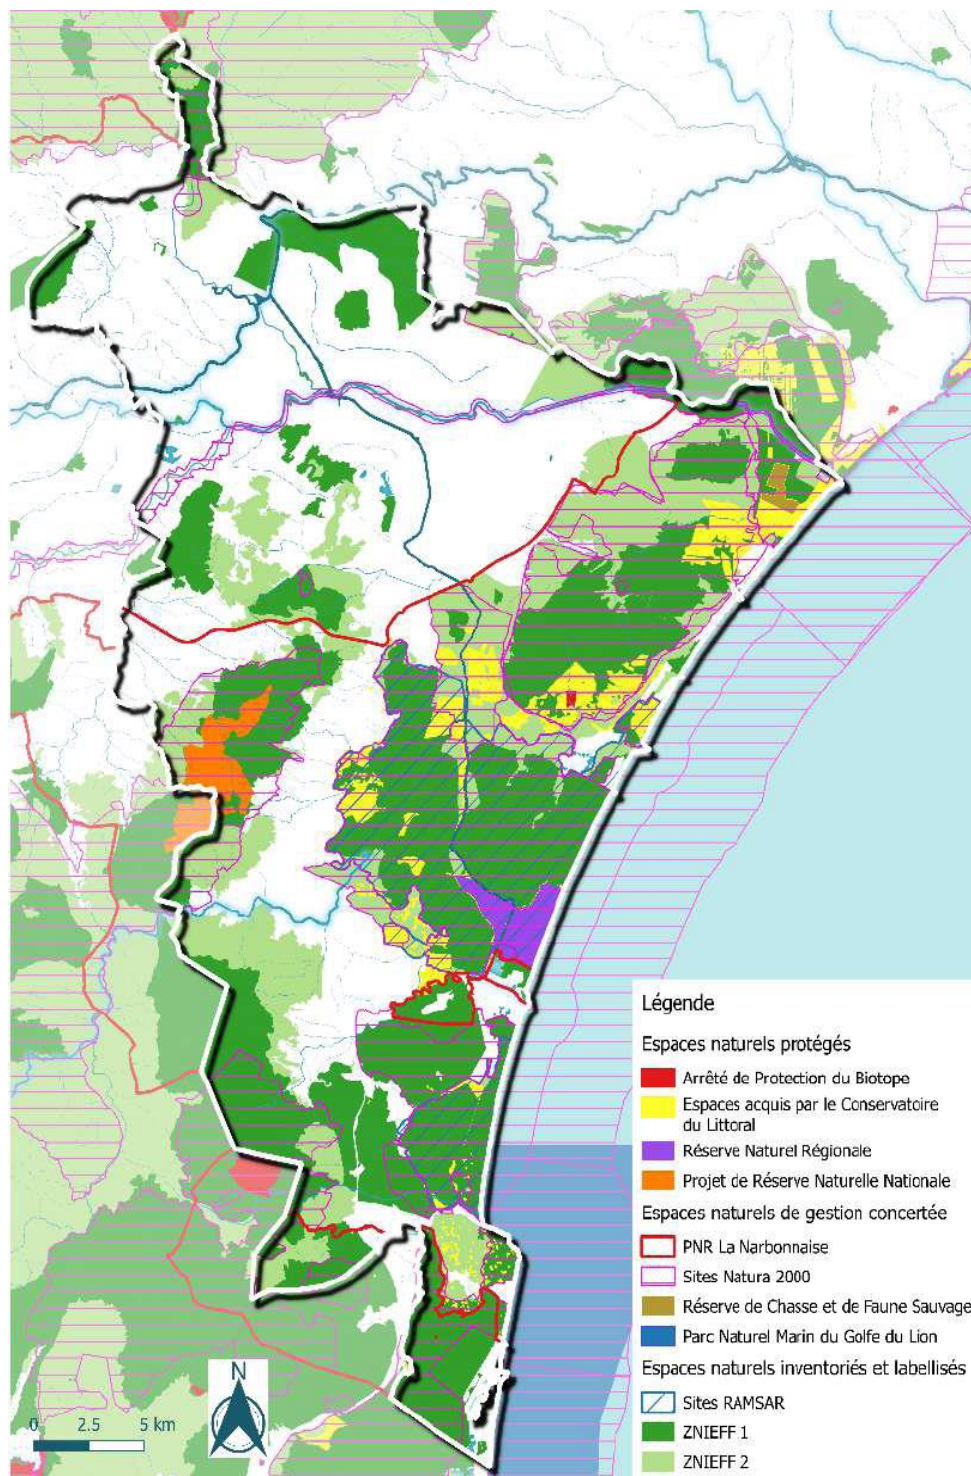 Légende
Espaces naturels protégés
Arrêté de Protection du Biotope
Espaces acquis par le Conservatoire
du Littoral
Réserve Naturel Régionale
Projet de Réserve Naturelle Nationale
Espaces naturels de gestion concertée
PNR La Narbonnaise
Sites Natura 2000
Réserve de Chasse et de Faune Sauvage
Parc Naturel Marin du Golfe du Lion
Espaces naturels inventoriés et labellisés
Sites RAMSAR
ZNIEFF 1
ZNIEFF 2
N
0 2.5 5 km